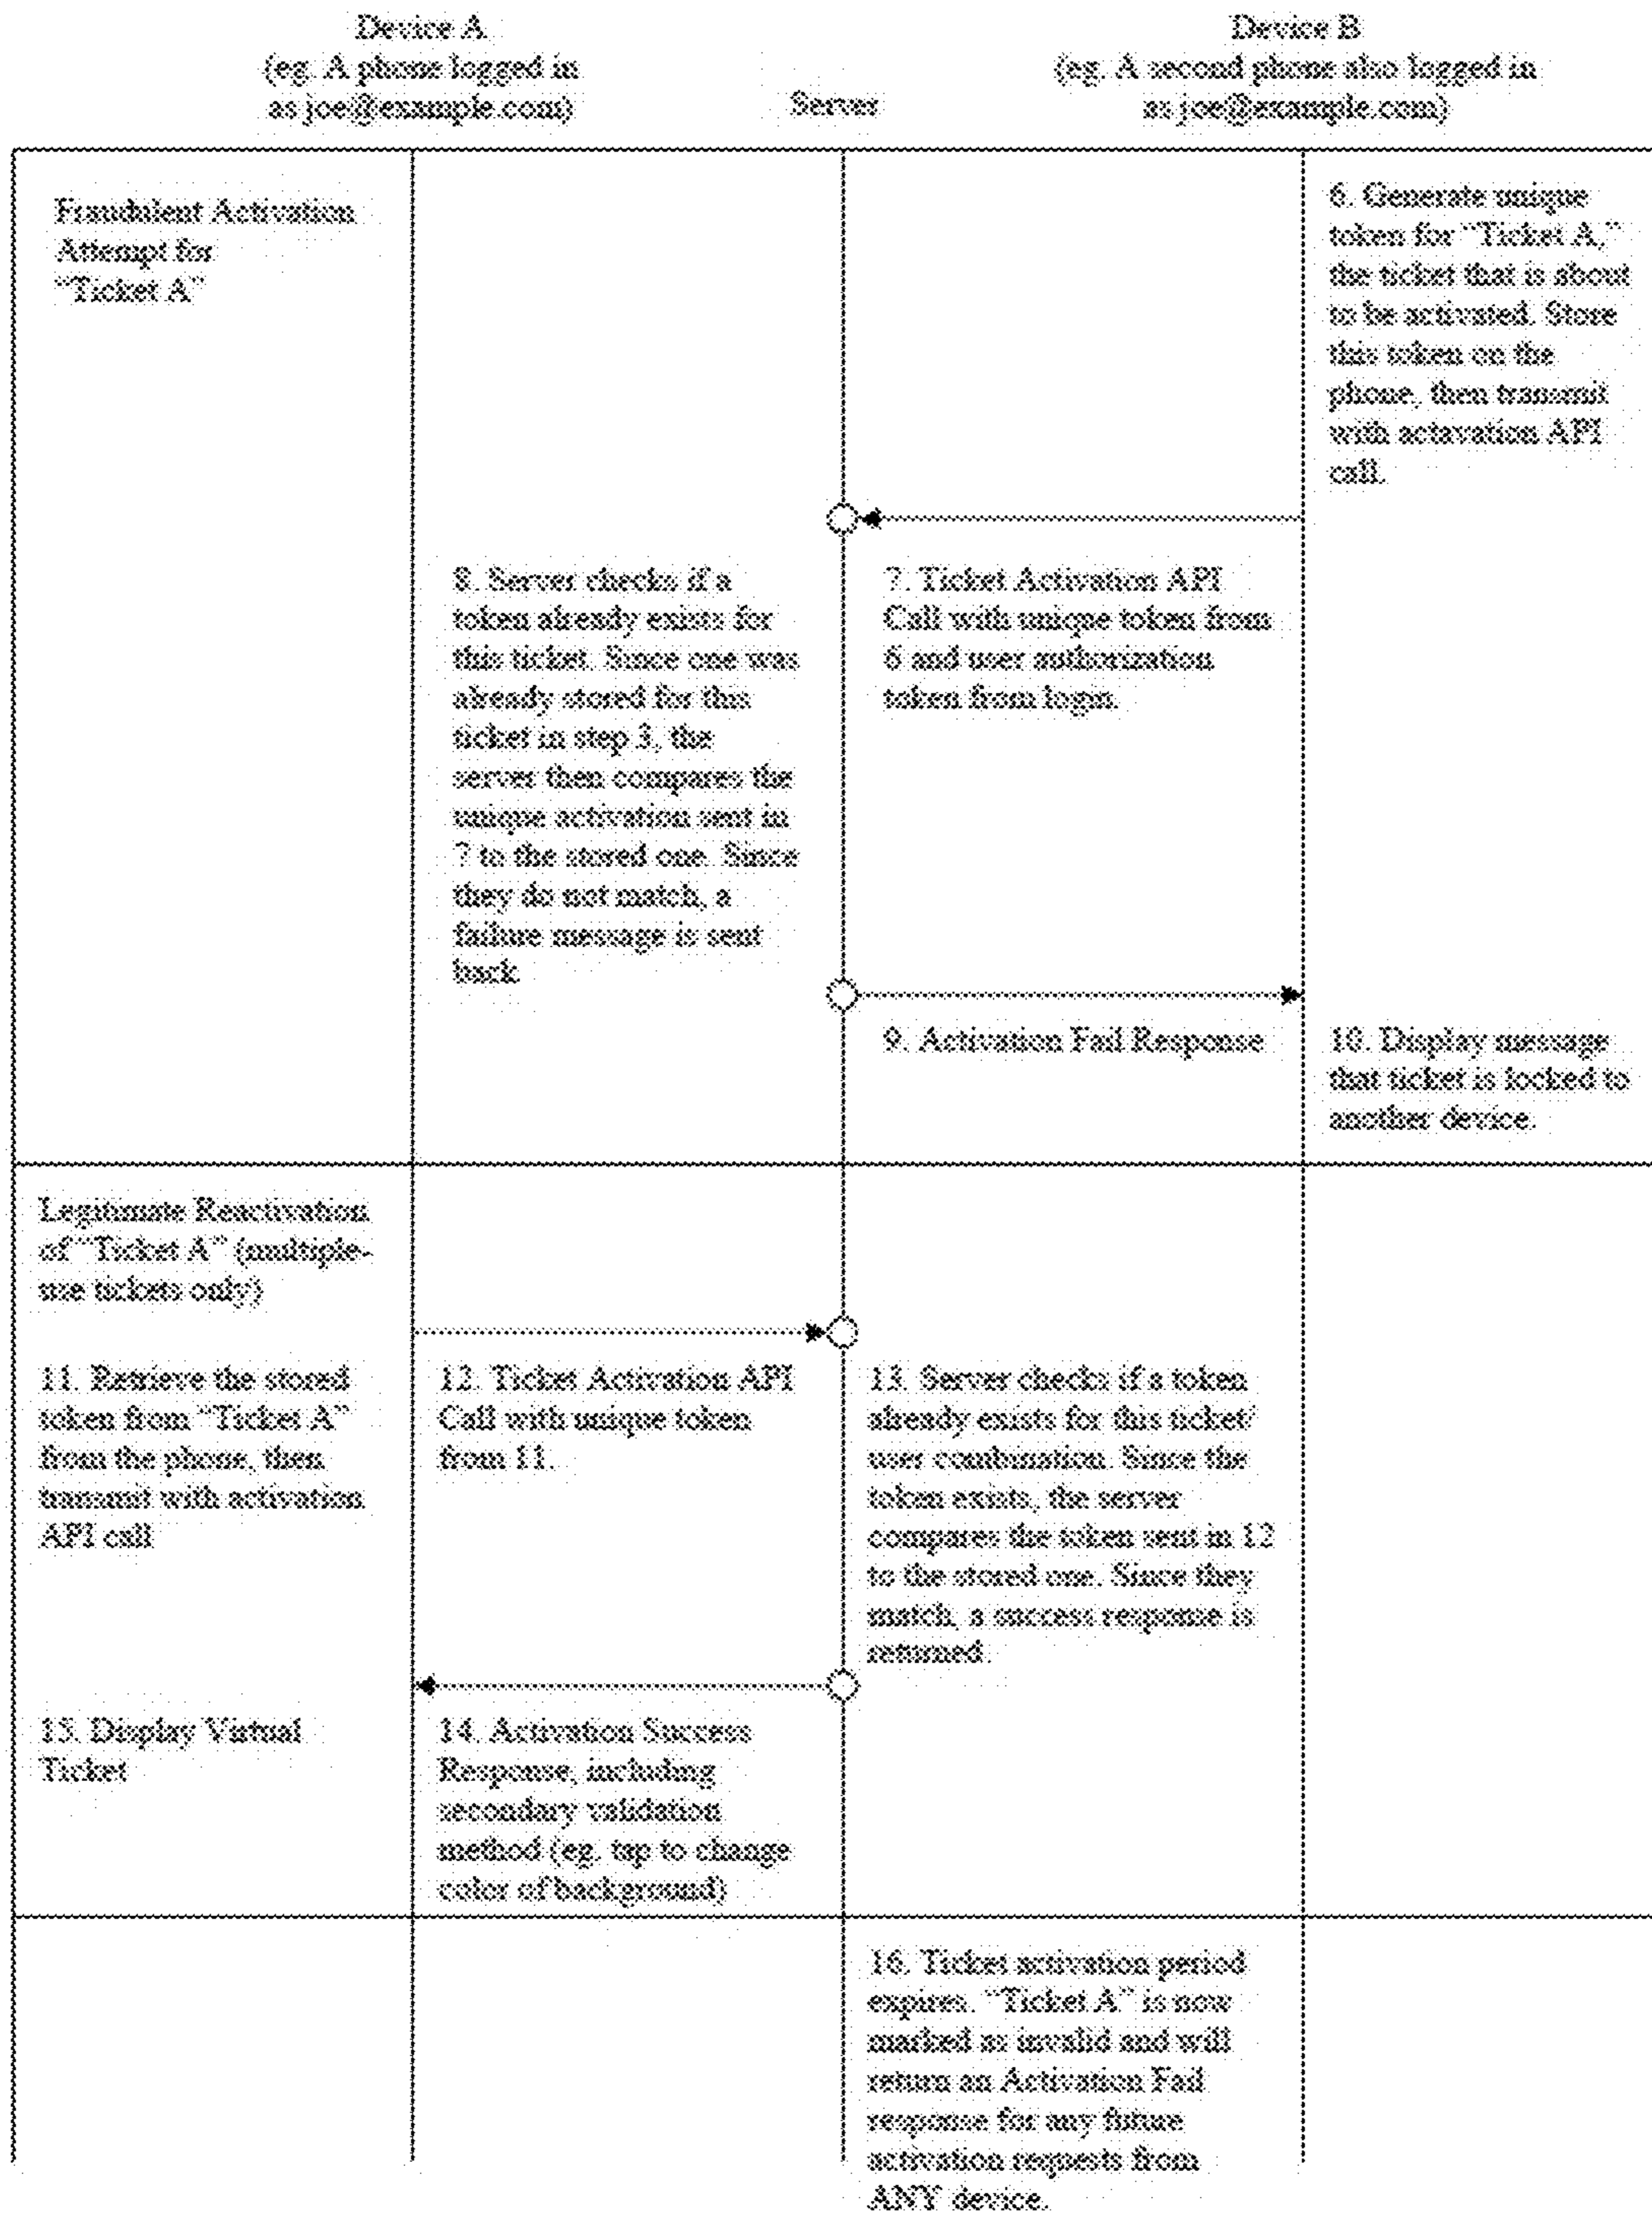 Device A
(eg. A phone logged in
as joe@example.com)
Server
Device B
(eg. A second phone also logged in
as joe@example.com)
Fraudulent Activation
Attempt for
“Ticket A”
6. Generate unique
token for “Ticket A,”
the ticket that is about
to be activated. Store
this token on the
phone, then transmit
with actavation API
call.
8. Server checks if a
token already exists for
this ticket. Since one was
already stored for this
ticket in step 3, the
server then compares the
unique activation sent in
7 to the stored one. Since
they do not match, a
failure message is sent
back.
7. Ticket Activation API
Call with unique token from
6 and user authorization
token from login.
9. Activation Fail Response
10. Display message
that ticket is locked to
another device.
Legitimate Reactivation
of “Ticket A” (multiple-
use tickets only)
11. Retrieve the stored
token from “Ticket A”
from the phone, then
transmit with activation
API call
12. Ticket Activation API
Call with unique token
from 11.
13. Server checks if a token
already exists for this ticket/
user combination. Since the
token exists, the server
compares the token sent in 12
to the stored one. Since they
match, a success response is
returned.
15. Display Virtual
Ticket
14. Activation Success
Response, including
secondary validation
method (eg. tap to change
color of background)
16. Ticket activation period
expires. “Ticket A” is now
marked as invalid and will
return an Activation Fail
response for any future
activation requests from
ANY device.